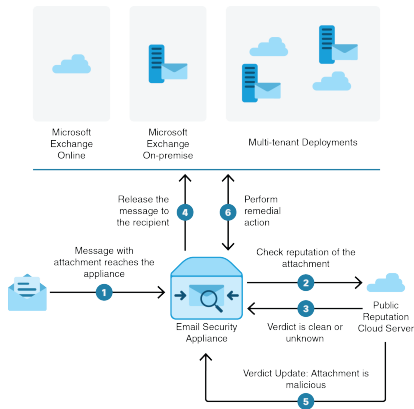 Microsoft
Exchange
Online
Microsoft
Exchange
On-premise
Multi-tenant Deployments
Release the
message to
the recipient
4
6
Perform
remedial
action
Message with
attachment reaches the
appliance
1
Check reputation of the
attachment
2
3
Verdict is clean or
unknown
Public
Reputation
Cloud Server
Email Security
Appliance
Verdict Update: Attachment is
malicious
5